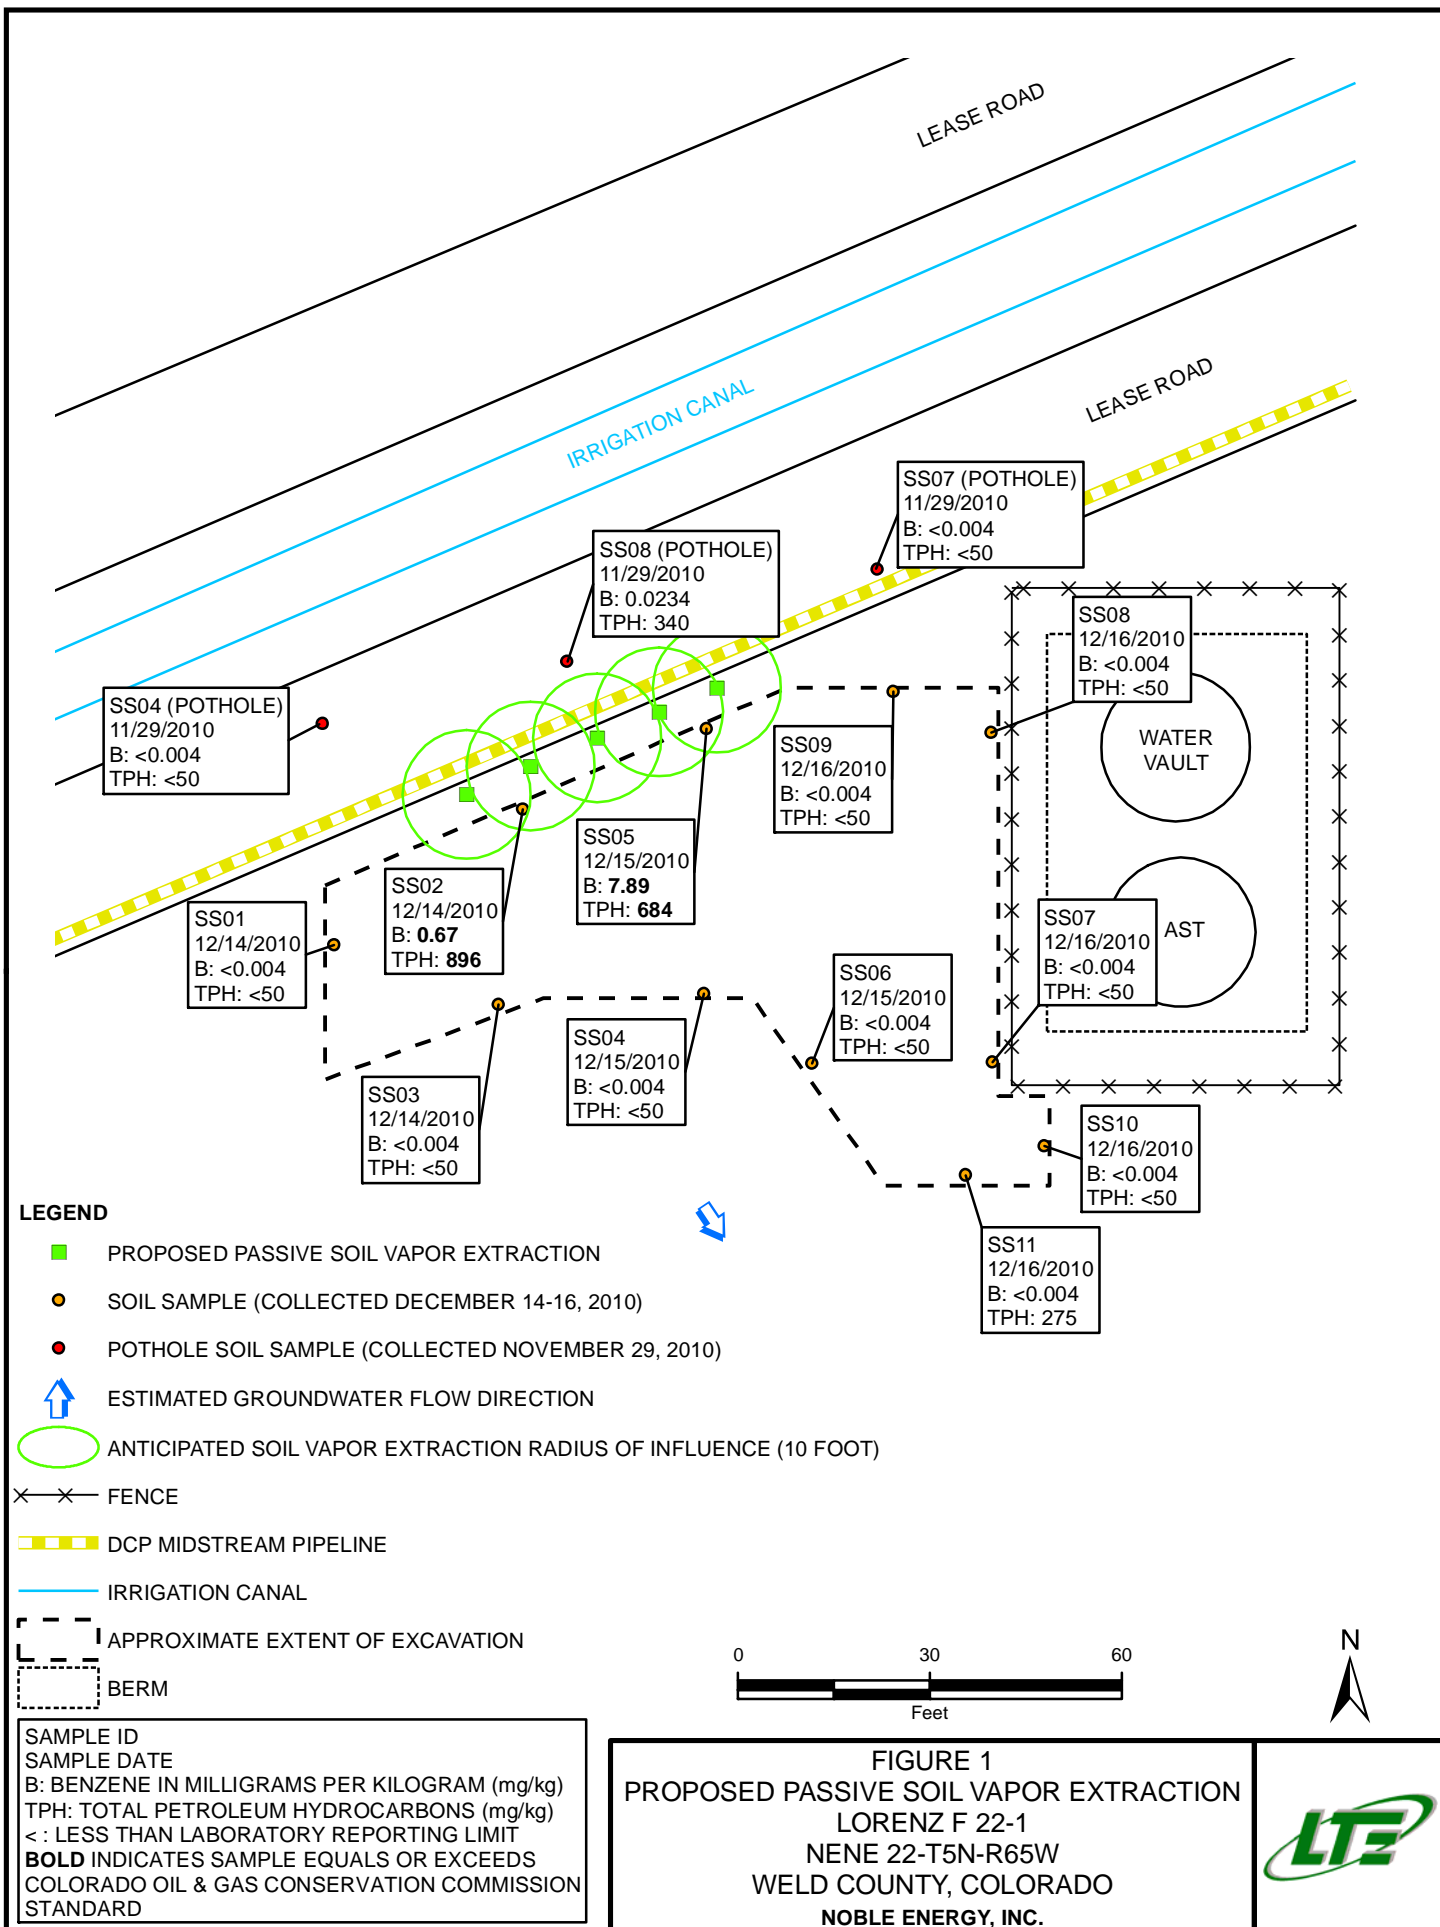 LEASE ROAD
IRRIGATION CANAL
LEASE ROAD
SS07 (POTHOLE)
11/29/2010
B: <0.004
TPH: <50
SS08 (POTHOLE)
11/29/2010
B: 0.0234
TPH: 340
SS04 (POTHOLE)
11/29/2010
B: <0.004
TPH: <50
SS08
12/16/2010
B: <0.004
TPH: <50
WATER
VAULT
SS09
12/16/2010
B: <0.004
TPH: <50
SS05
12/15/2010
B: 7.89
TPH: 684
SS02
12/14/2010
B: 0.67
TPH: 896
SS01
12/14/2010
B: <0.004
TPH: <50
SS07
12/16/2010
B: <0.004
TPH: <50
AST
SS06
12/15/2010
B: <0.004
TPH: <50
SS04
12/15/2010
B: <0.004
TPH: <50
SS03
12/14/2010
B: <0.004
TPH: <50
SS10
12/16/2010
B: <0.004
TPH: <50
SS11
12/16/2010
B: <0.004
TPH: 275
LEGEND
PROPOSED PASSIVE SOIL VAPOR EXTRACTION
SOIL SAMPLE (COLLECTED DECEMBER 14-16, 2010)
POTHOLE SOIL SAMPLE (COLLECTED NOVEMBER 29, 2010)
ESTIMATED GROUNDWATER FLOW DIRECTION
ANTICIPATED SOIL VAPOR EXTRACTION RADIUS OF INFLUENCE (10 FOOT)
FENCE
DCP MIDSTREAM PIPELINE
IRRIGATION CANAL
APPROXIMATE EXTENT OF EXCAVATION
BERM
0 30 60
Feet
N
SAMPLE ID
SAMPLE DATE
B: BENZENE IN MILLIGRAMS PER KILOGRAM (mg/kg)
TPH: TOTAL PETROLEUM HYDROCARBONS (mg/kg)
< : LESS THAN LABORATORY REPORTING LIMIT
BOLD INDICATES SAMPLE EQUALS OR EXCEEDS
COLORADO OIL & GAS CONSERVATION COMMISSION
STANDARD
FIGURE 1
PROPOSED PASSIVE SOIL VAPOR EXTRACTION
LORENZ F 22-1
NENE 22-T5N-R65W
WELD COUNTY, COLORADO
NOBLE ENERGY, INC.
LTE